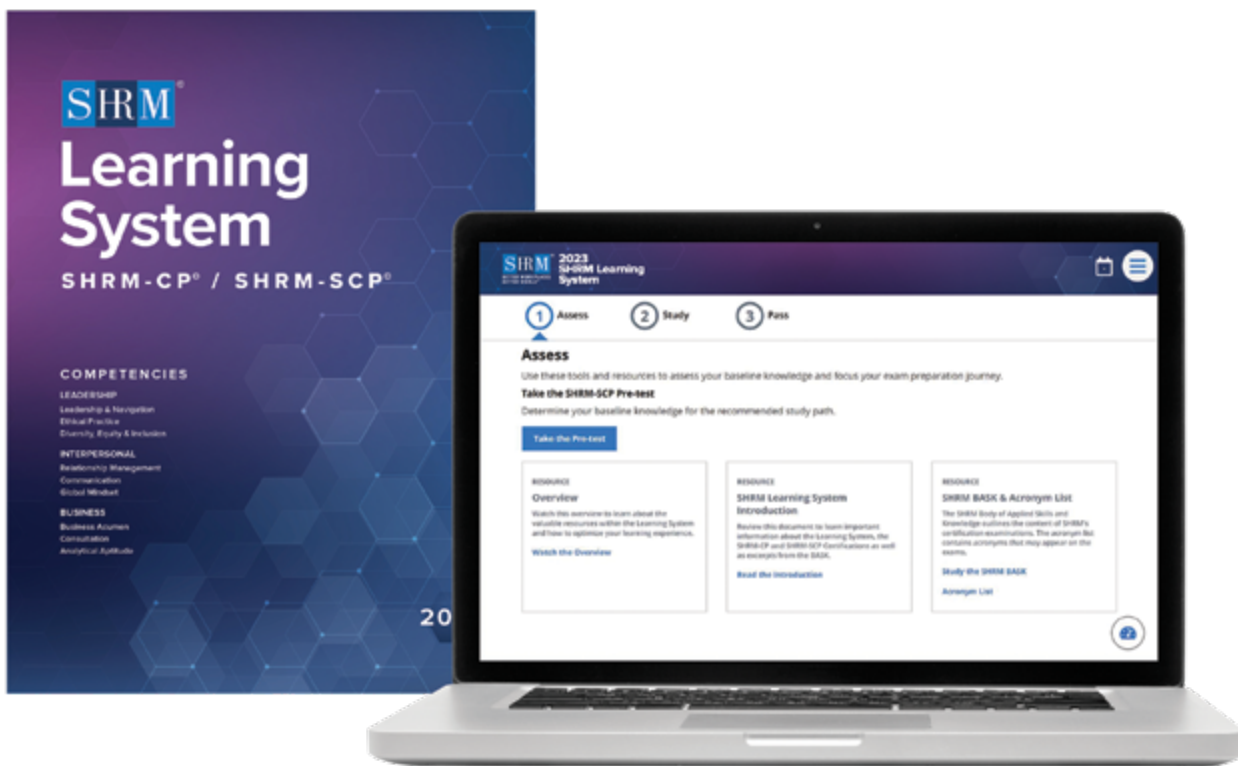 SHRM®
Learning
System
SHRM-CP® / SHRM-SCP®
COMPETENCIES
LEADERSHIP
Leadership & Navigation
Ethical Practice
Diversity, Equity & Inclusion
INTERPERSONAL
Relationship Management
Communication
Global Mindset
BUSINESS
Business Acumen
Consultation
Analytical Aptitude
20
SHRM
2023
SHRM Learning
System
1 Assess
2 Study
3 Pass
Assess
Use these tools and resources to assess your baseline knowledge and focus your exam preparation journey.
Take the SHRM-SCP Pre-test
Determine your baseline knowledge for the recommended study path.
Take the Pre-test
RESOURCE
Overview
Watch this overview to learn about the
valuable resources within the Learning System
and how to optimize your learning experience.
Watch the Overview
RESOURCE
SHRM Learning System
Introduction
Review this document to learn important
information about the Learning System, the
SHRM-CP and SHRM-SCP Certifications as well
as excerpts from the BASK.
Read the Introduction
RESOURCE
SHRM BASK & Acronym List
The SHRM Body of Applied Skills and
Knowledge outlines the content of SHRM's
certification examinations. The acronym list
contains acronyms that may appear on the
exams.
Study the SHRM BASK
Acronym List